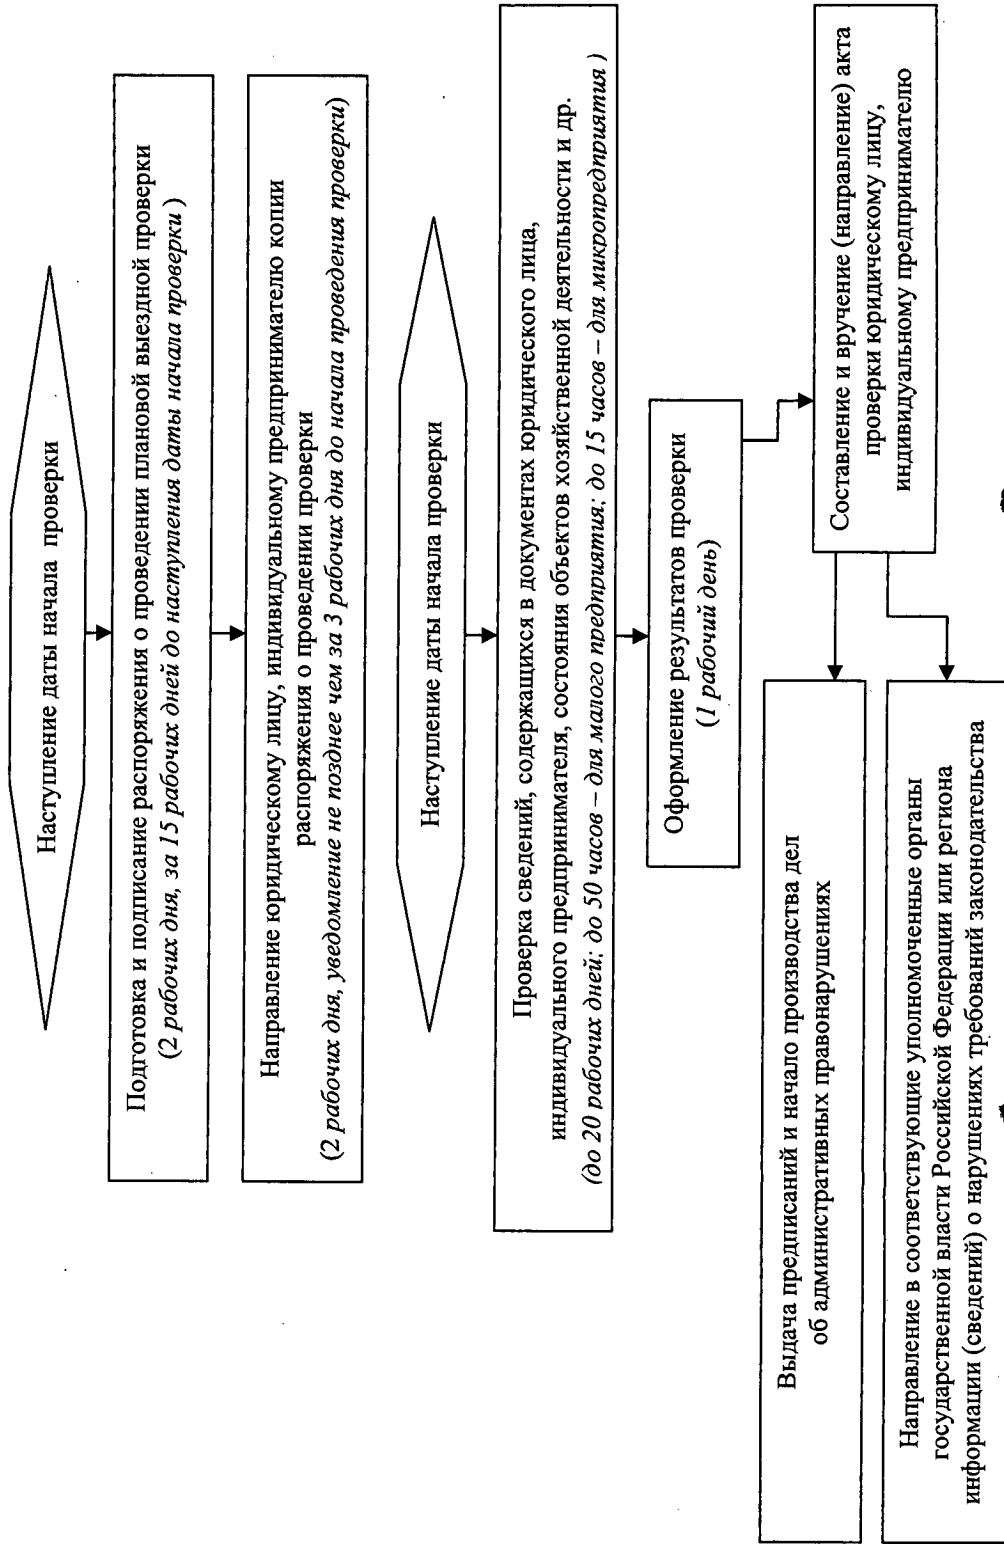 Наступление даты начала проверки
Подготовка и подписание распоряжения о проведении плановой выездной проверки
(2 рабочих дня, за 15 рабочих дней до наступления даты начала проверки )
Направление юридическому лицу, индивидуальному предпринимателю копии
распоряжения о проведении проверки
(2 рабочих дня, уведомление не позднее чем за 3 рабочих дня до начала проведения проверки)
Наступление даты начала проверки
Проверка сведений, содержащихся в документах юридического лица,
индивидуального предпринимателя, состояния объектов хозяйственной деятельности и др.
(до 20 рабочих дней; до 50 часов – для малого предприятия; до 15 часов – для микропредприятия )
Оформление результатов проверки
(1 рабочий день)
Составление и вручение (направление) акта
проверки юридическому лицу,
индивидуальному предпринимателю
Выдача предписаний и начало производства дел
об административных правонарушениях
Направление в соответствующие уполномоченные органы
государственной власти Российской Федерации или региона
информации (сведений) о нарушениях требований законодательства